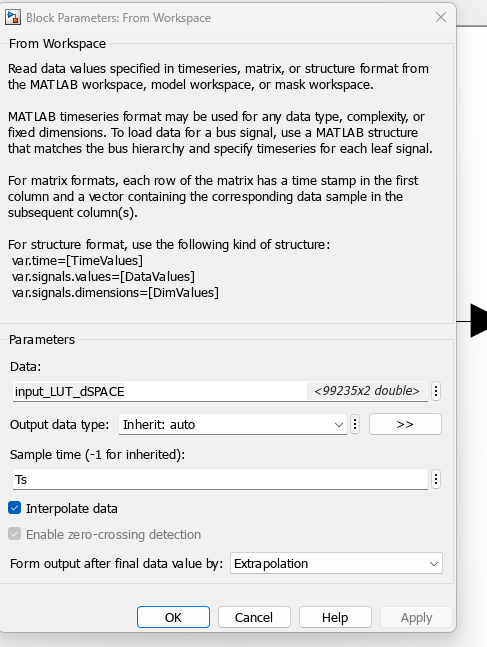 Block Parameters: From Workspace
From Workspace
Read data values specified in timeseries, matrix, or structure format from
the MATLAB workspace, model workspace, or mask workspace.
MATLAB timeseries format may be used for any data type, complexity, or
fixed dimensions. To load data for a bus signal, use a MATLAB structure
that matches the bus hierarchy and specify timeseries for each leaf signal.
For matrix formats, each row of the matrix has a time stamp in the first
column and a vector containing the corresponding data sample in the
subsequent column(s).
For structure format, use the following kind of structure:
var.time=[TimeValues]
var.signals.values=[DataValues]
var.signals.dimensions=[DimValues]
Parameters
Data:
input_LUT_dSPACE <99235x2 double>
Output data type: Inherit: auto >>
Sample time (-1 for inherited):
Ts
Interpolate data
Enable zero-crossing detection
Form output after final data value by: Extrapolation
OK Cancel Help Apply